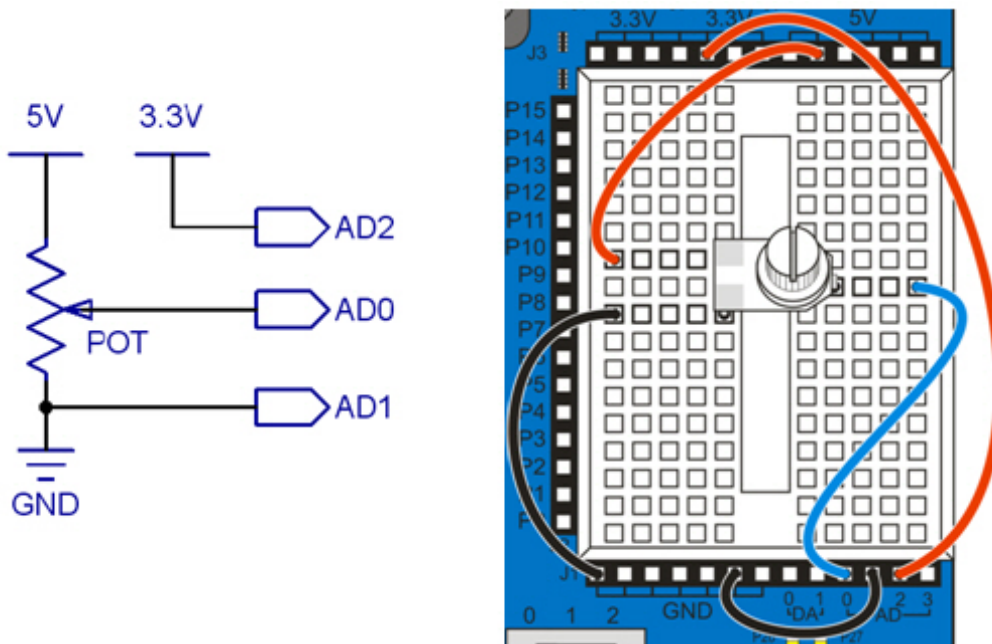 5V 3.3V
AD2
AD0
POT
AD1
GND
3.3V 3.3V 5V
J3
P15
P14
P13
P12
P11
P10
P9
P8
P7
P5
P4
P3
P2
J1
0 1 2 GND 0 1 DA 0 AD 2 3
P27